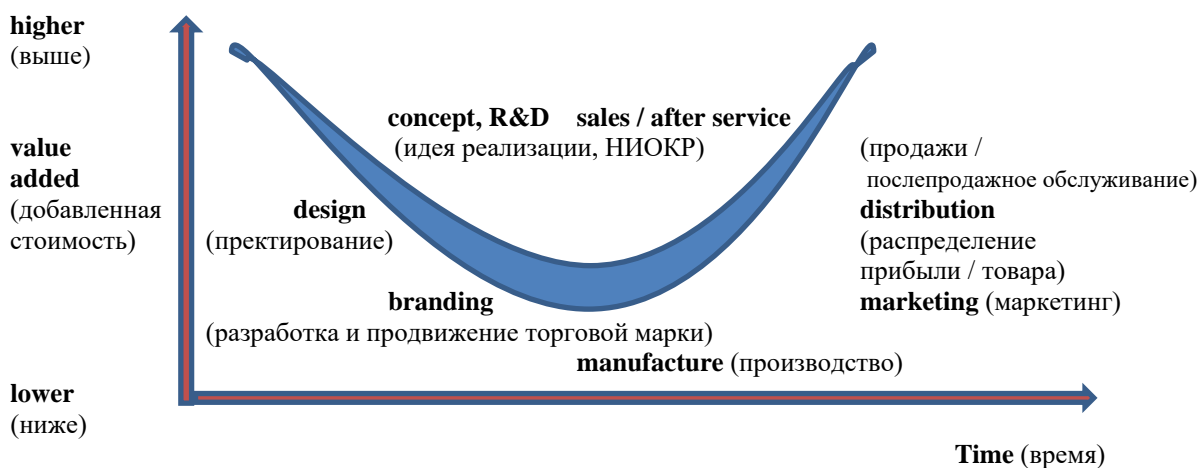 higher
(выше)
concept, R&D sales / after service
(идея реализации, НИОКР)
value
added
(добавленная
стоимость)
(продажи /
послепродажное обслуживание)
design
(пректирование)
distribution
(распределение
прибыли / товара)
branding
(разработка и продвижение торговой марки)
marketing (маркетинг)
manufacture (производство)
lower
(ниже)
Time (время)